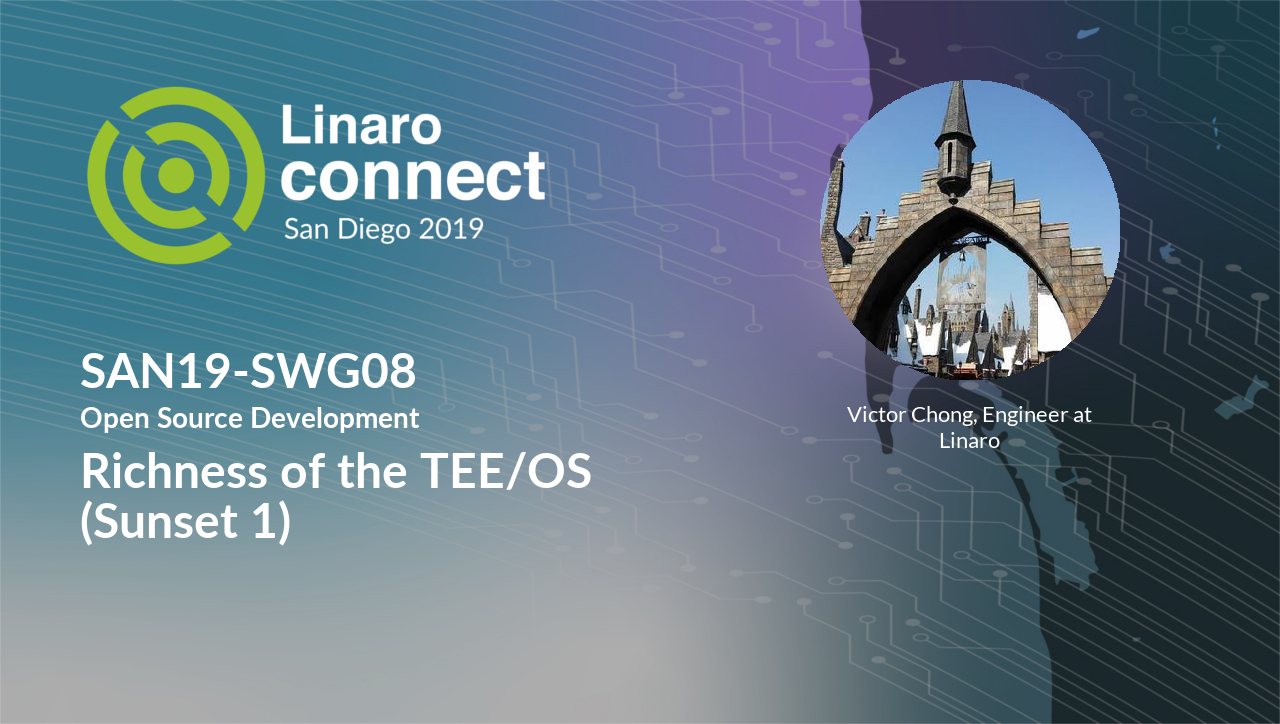 Linaro
connect
San Diego 2019
SAN19-SWG08
Open Source Development
Richness of the TEE/OS
(Sunset 1)
Victor Chong, Engineer at
Linaro